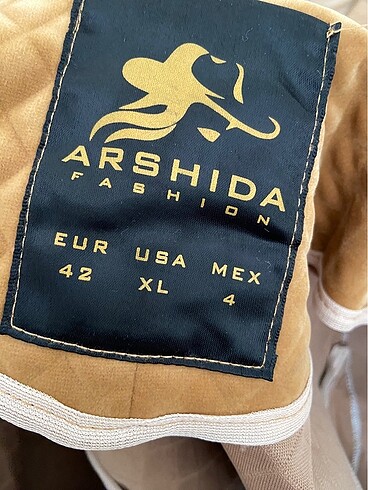 ARSHIDA
FASHION
EUR USA MEX
42 XL 4